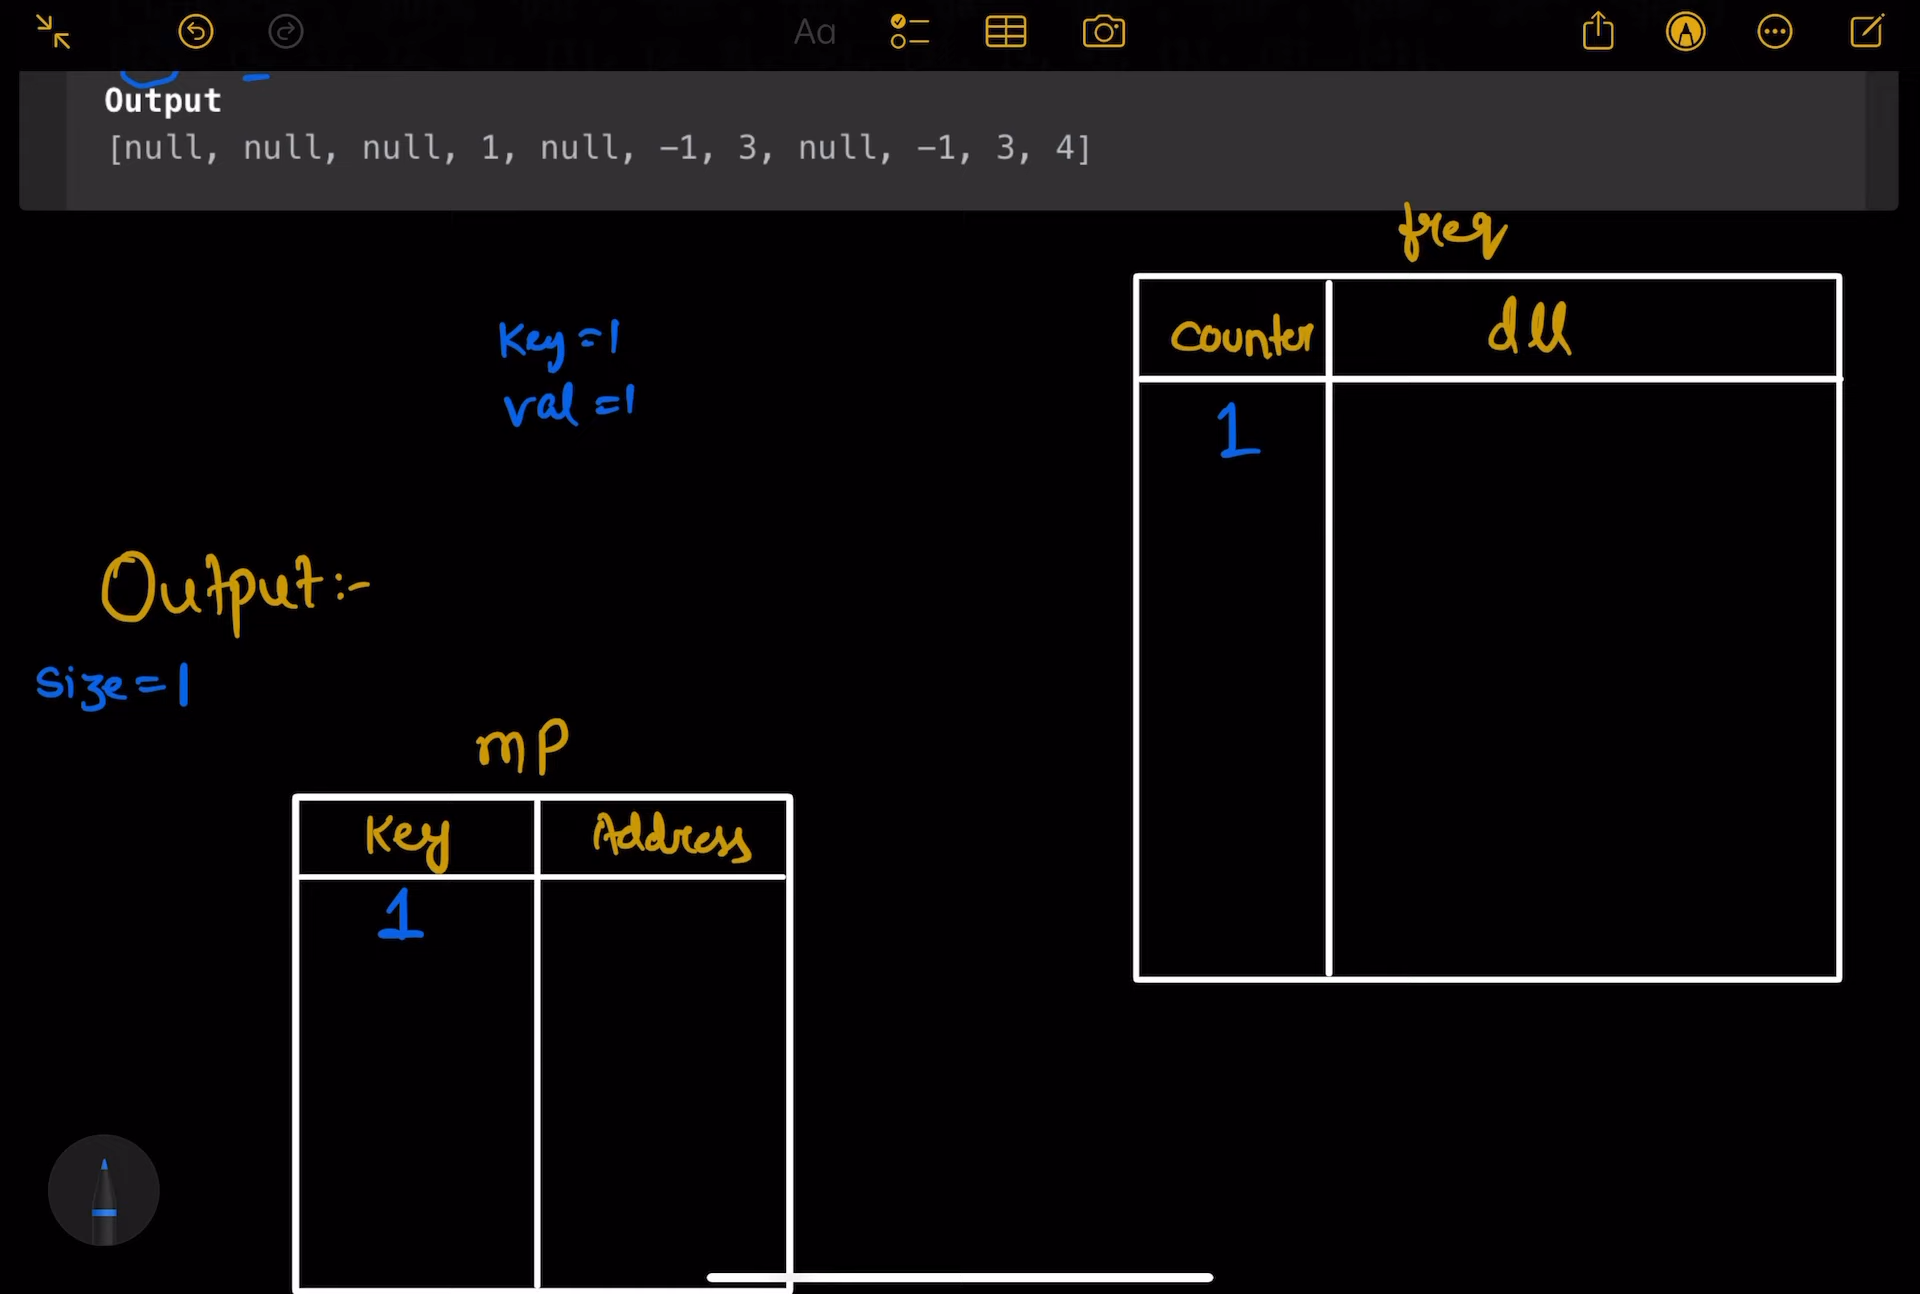 Aa
Output
[null, null, null, 1, null, −1, 3, null, −1, 3, 4]
freq
Key=1
val=1
counter dll
1
Output:-
Size=1
mP
Key Address
1